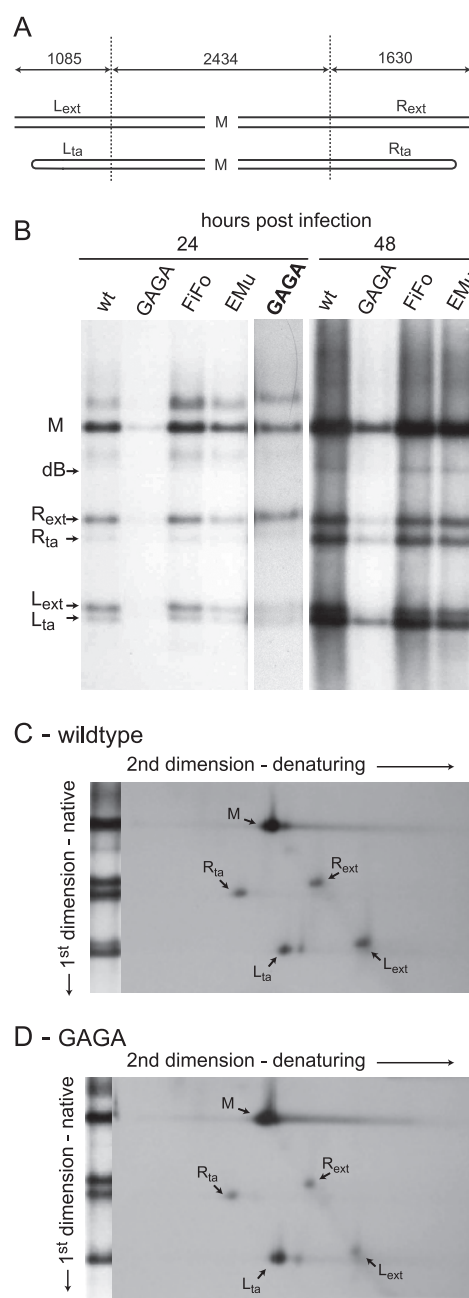 A
1085 2434 1630
Lext Rext
M
Lta Rta
M
B
hours post infection
24 48
wt GAGA FiFo EMu GAGA wt GAGA FiFo EMu
M
dB
Rext
Rta
Lext
Lta
C - wildtype
2nd dimension - denaturing
1st dimension - native
M
Rta Rext
Lta Lext
D - GAGA
2nd dimension - denaturing
1st dimension - native
M
Rta Rext
Lta Lext